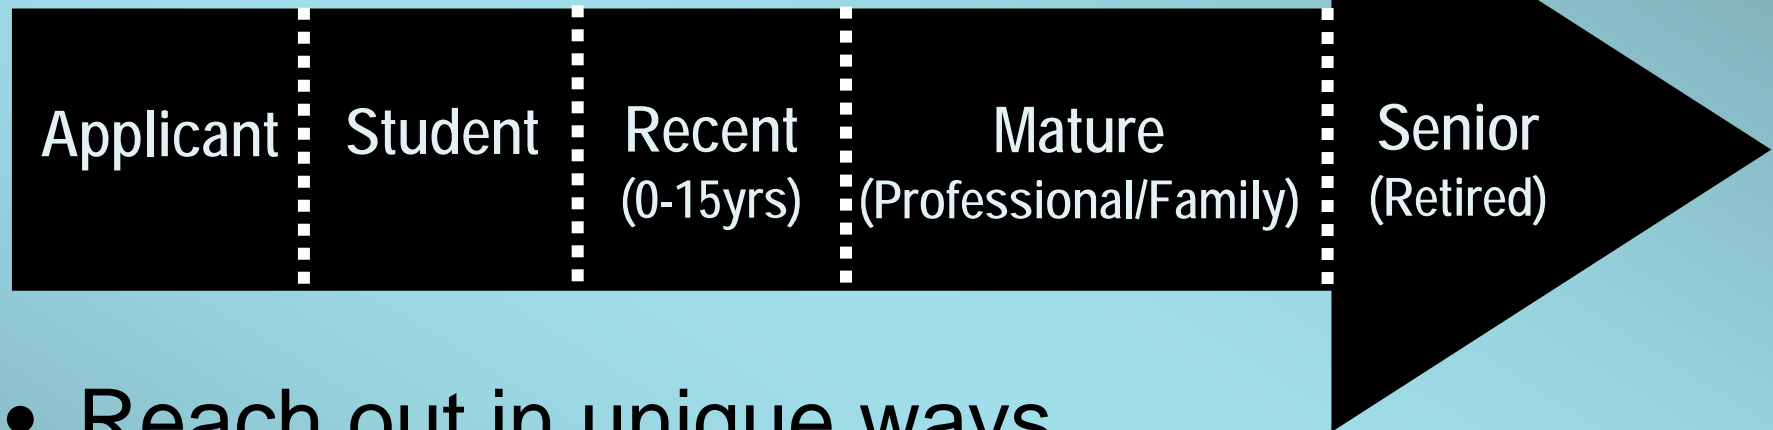 Applicant
Student
Recent
(0-15yrs)
Mature
(Professional/Family)
Senior
(Retired)
• Reach out in unique ways